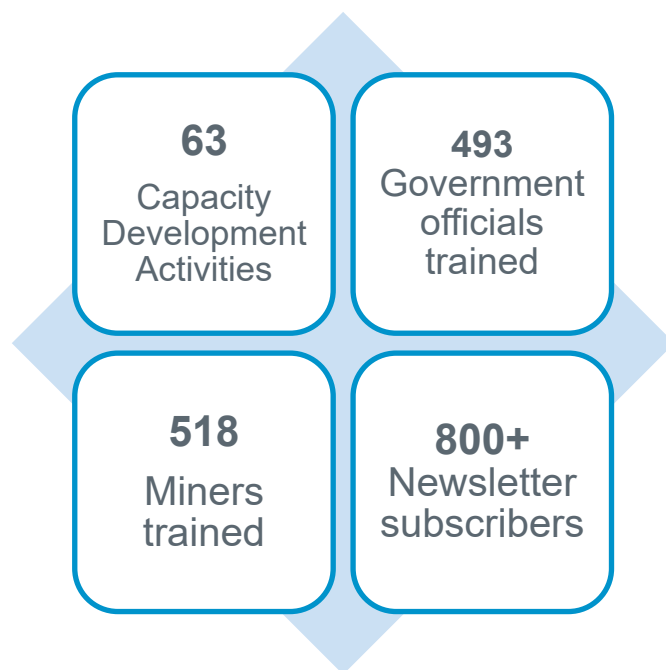 63
Capacity
Development
Activities
493
Government
officials
trained
518
Miners
trained
800+
Newsletter
subscribers